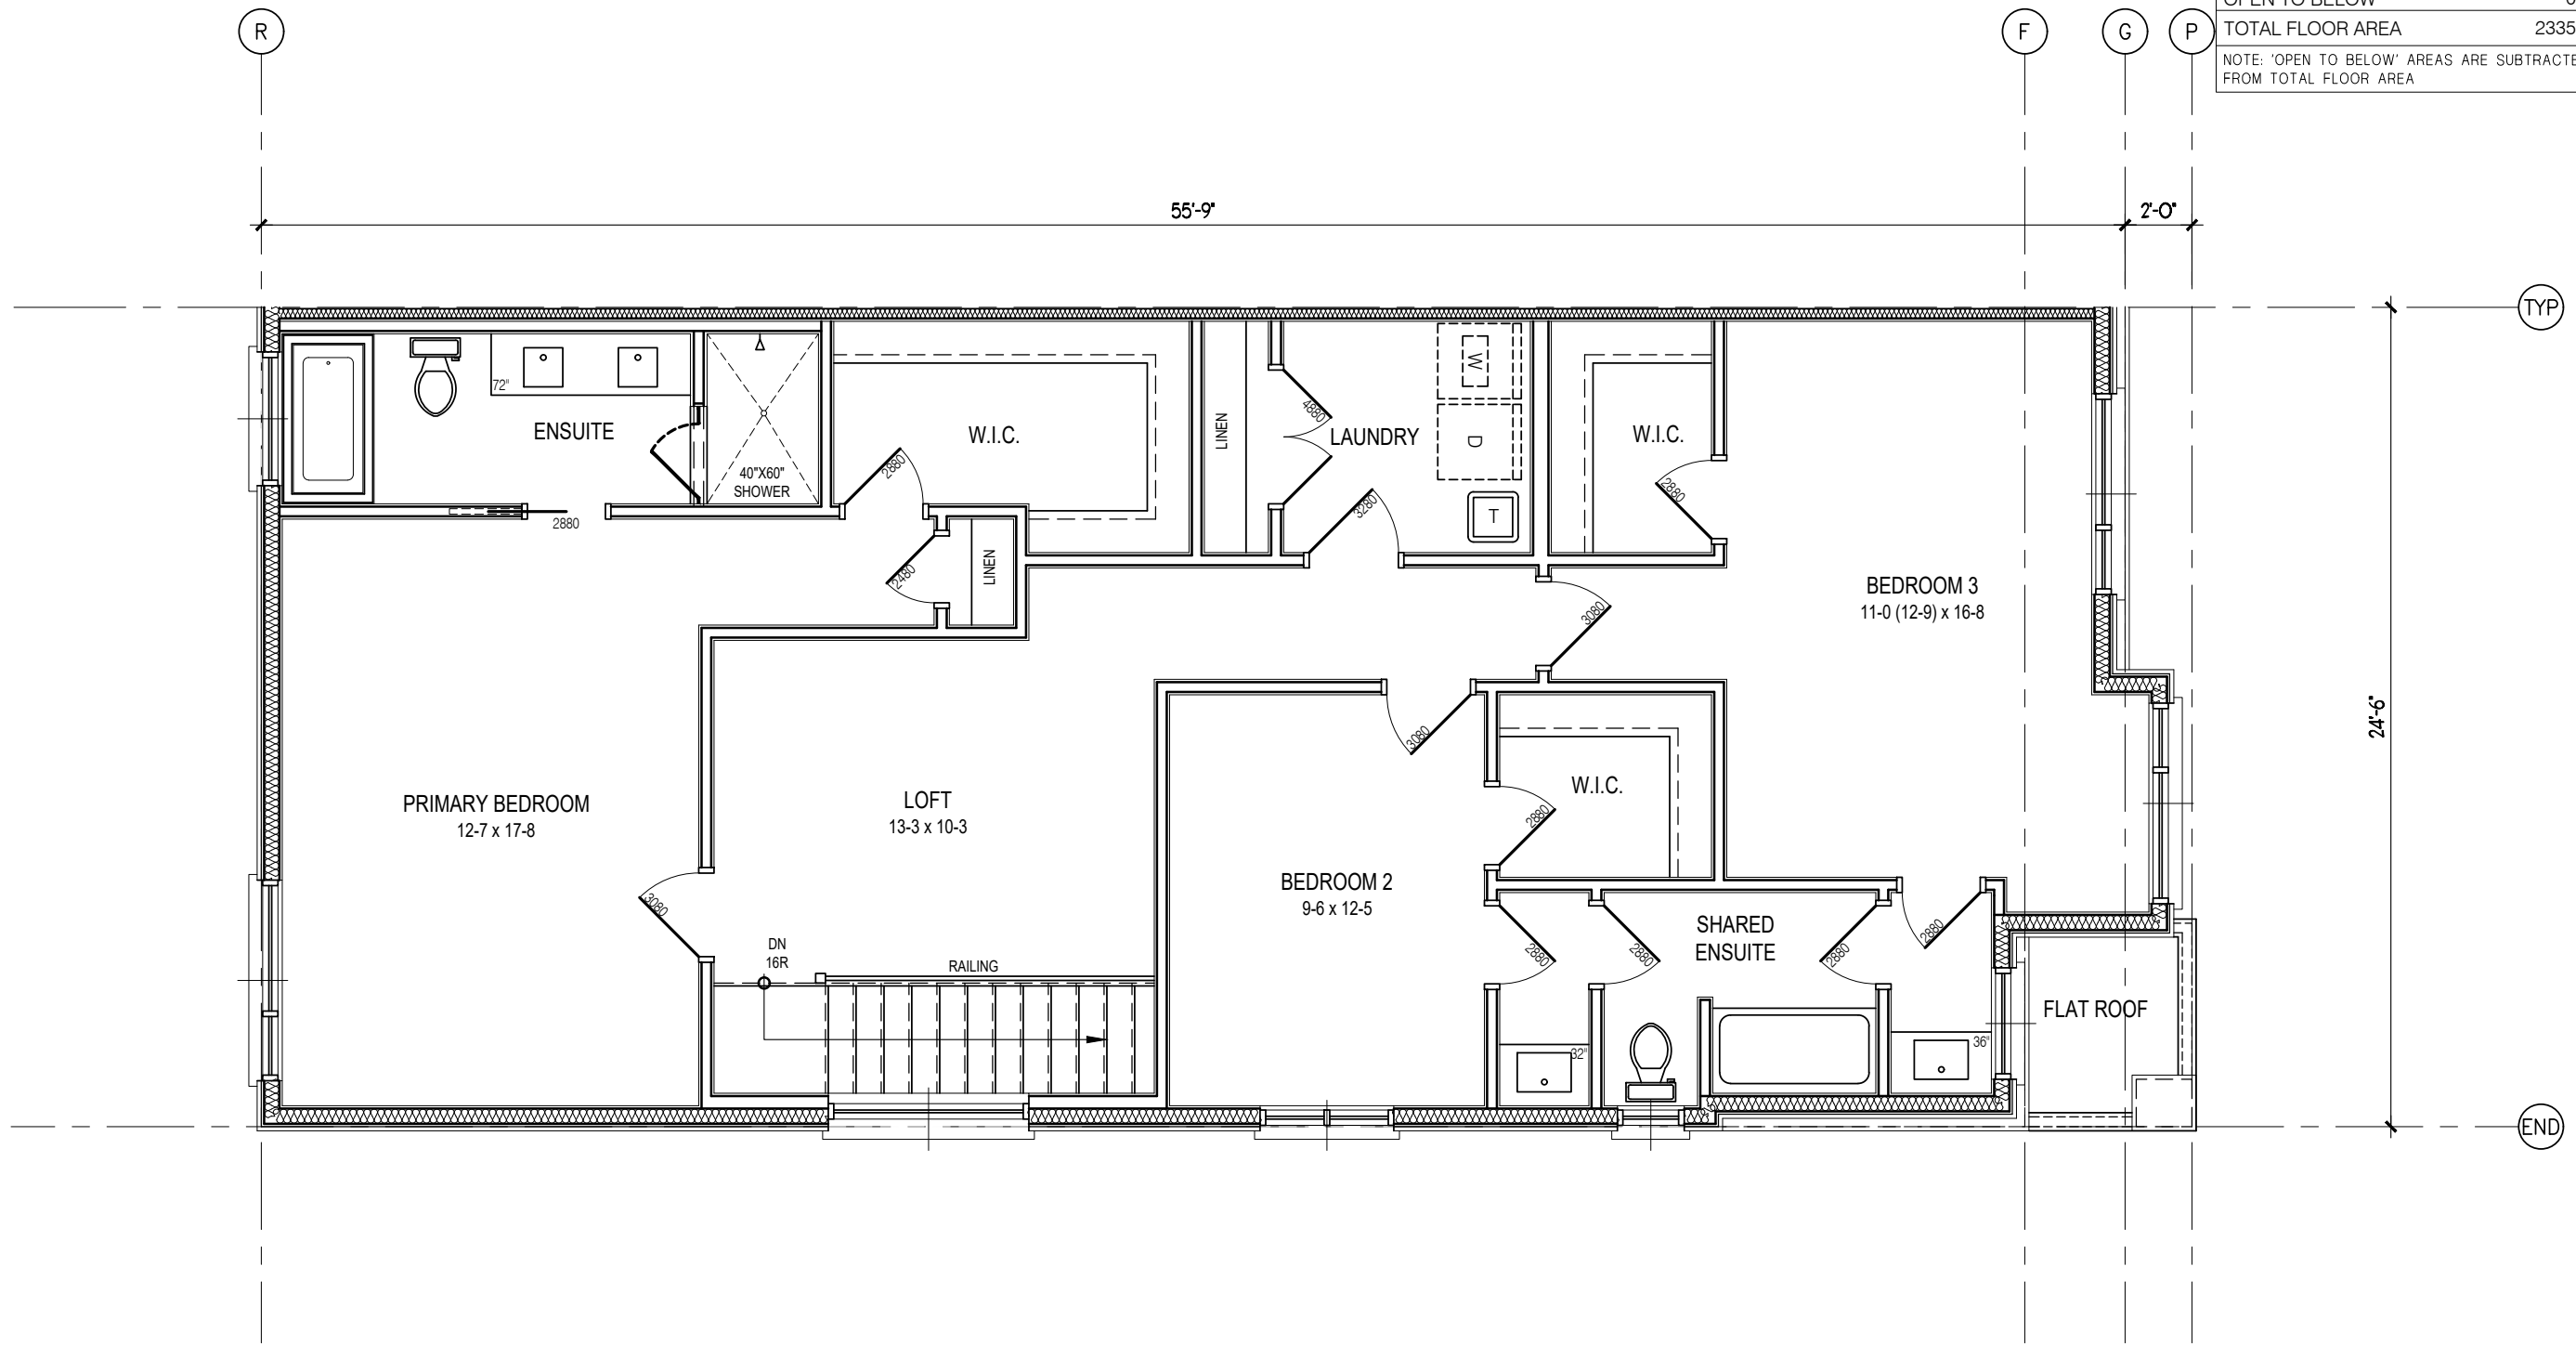 OPEN TO BELOW
TOTAL FLOOR AREA 2335
NOTE: 'OPEN TO BELOW' AREAS ARE
FROM TOTAL FLOOR AREA
R
F
G
P
55'-9"
2'-0"
TYP
72"
ENSUITE
40"X60"
SHOWER
2880
W.I.C.
2880
LINEN
4880
LAUNDRY
W
D
T
3280
W.I.C.
2880
2480
LINEN
BEDROOM 3
11-0 (12-9) x 16-8
3080
24'-6"
3080
PRIMARY BEDROOM
12-7 x 17-8
LOFT
13-3 x 10-3
W.I.C.
2880
BEDROOM 2
9-6 x 12-5
3080
DN
16R
RAILING
2880
2880
SHARED
ENSUITE
2880
2880
FLAT ROOF
32"
36"
END